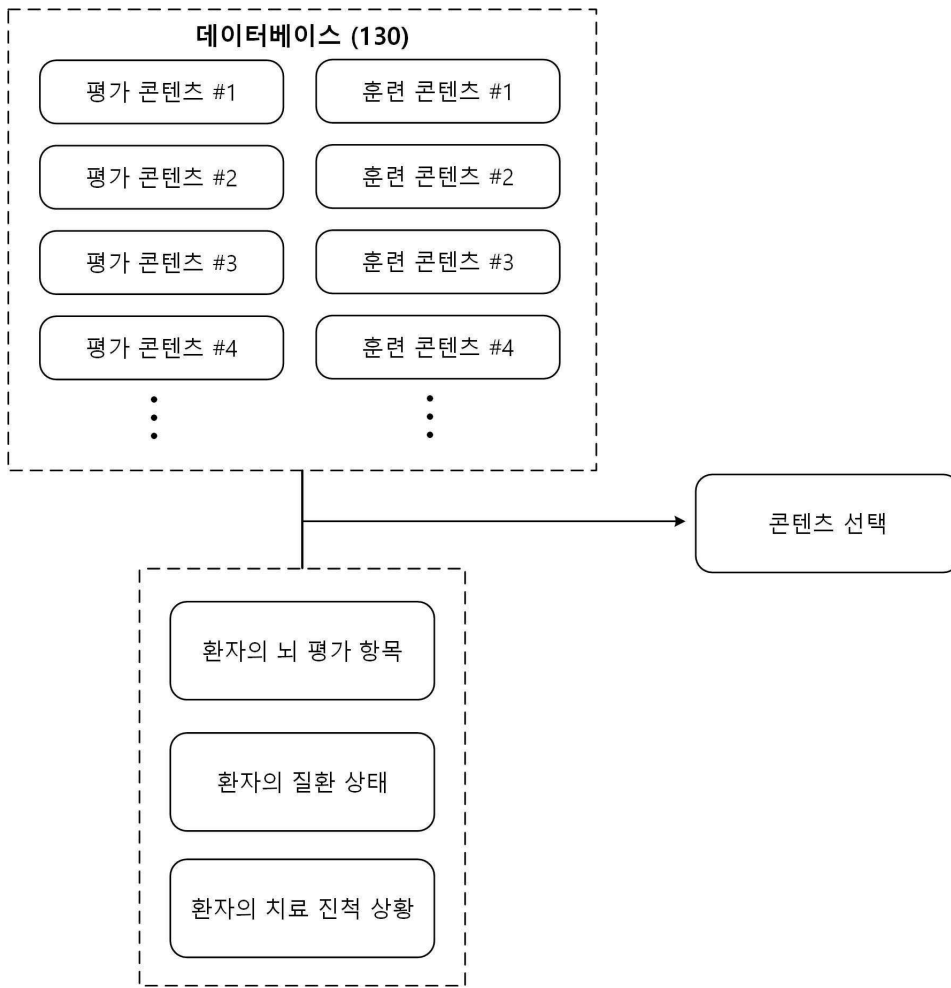 데이터베이스 (130)
평가 콘텐츠 #1
훈련 콘텐츠 #1
평가 콘텐츠 #2
훈련 콘텐츠 #2
평가 콘텐츠 #3
훈련 콘텐츠 #3
평가 콘텐츠 #4
훈련 콘텐츠 #4
콘텐츠 선택
환자의 뇌 평가 항목
환자의 질환 상태
환자의 치료 진척 상황